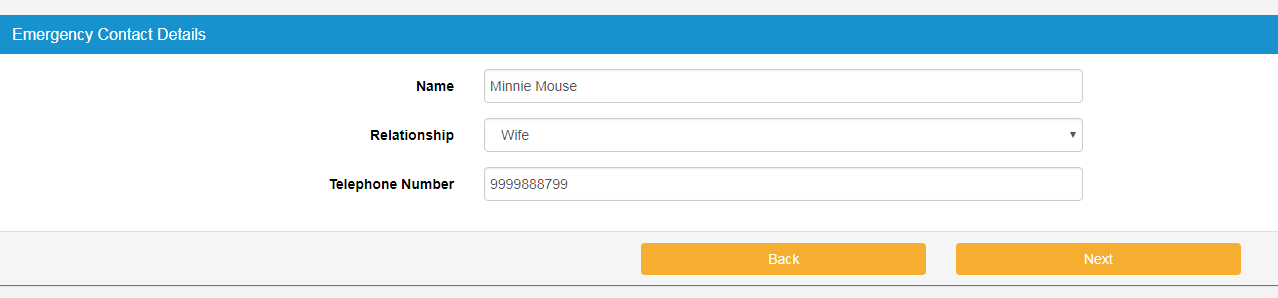 Emergency Contact Details
Name Minnie Mouse
Relationship Wife
Telephone Number 9999888799
Back Next